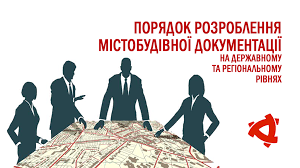 ПОРЯДОК РОЗРОБЛЕННЯ
МІСТОБУДІВНОЇ ДОКУМЕНТАЦІЇ
НА ДЕРЖАВНОМУ
ТА РЕГІОНАЛЬНОМУ
РІВНЯХ